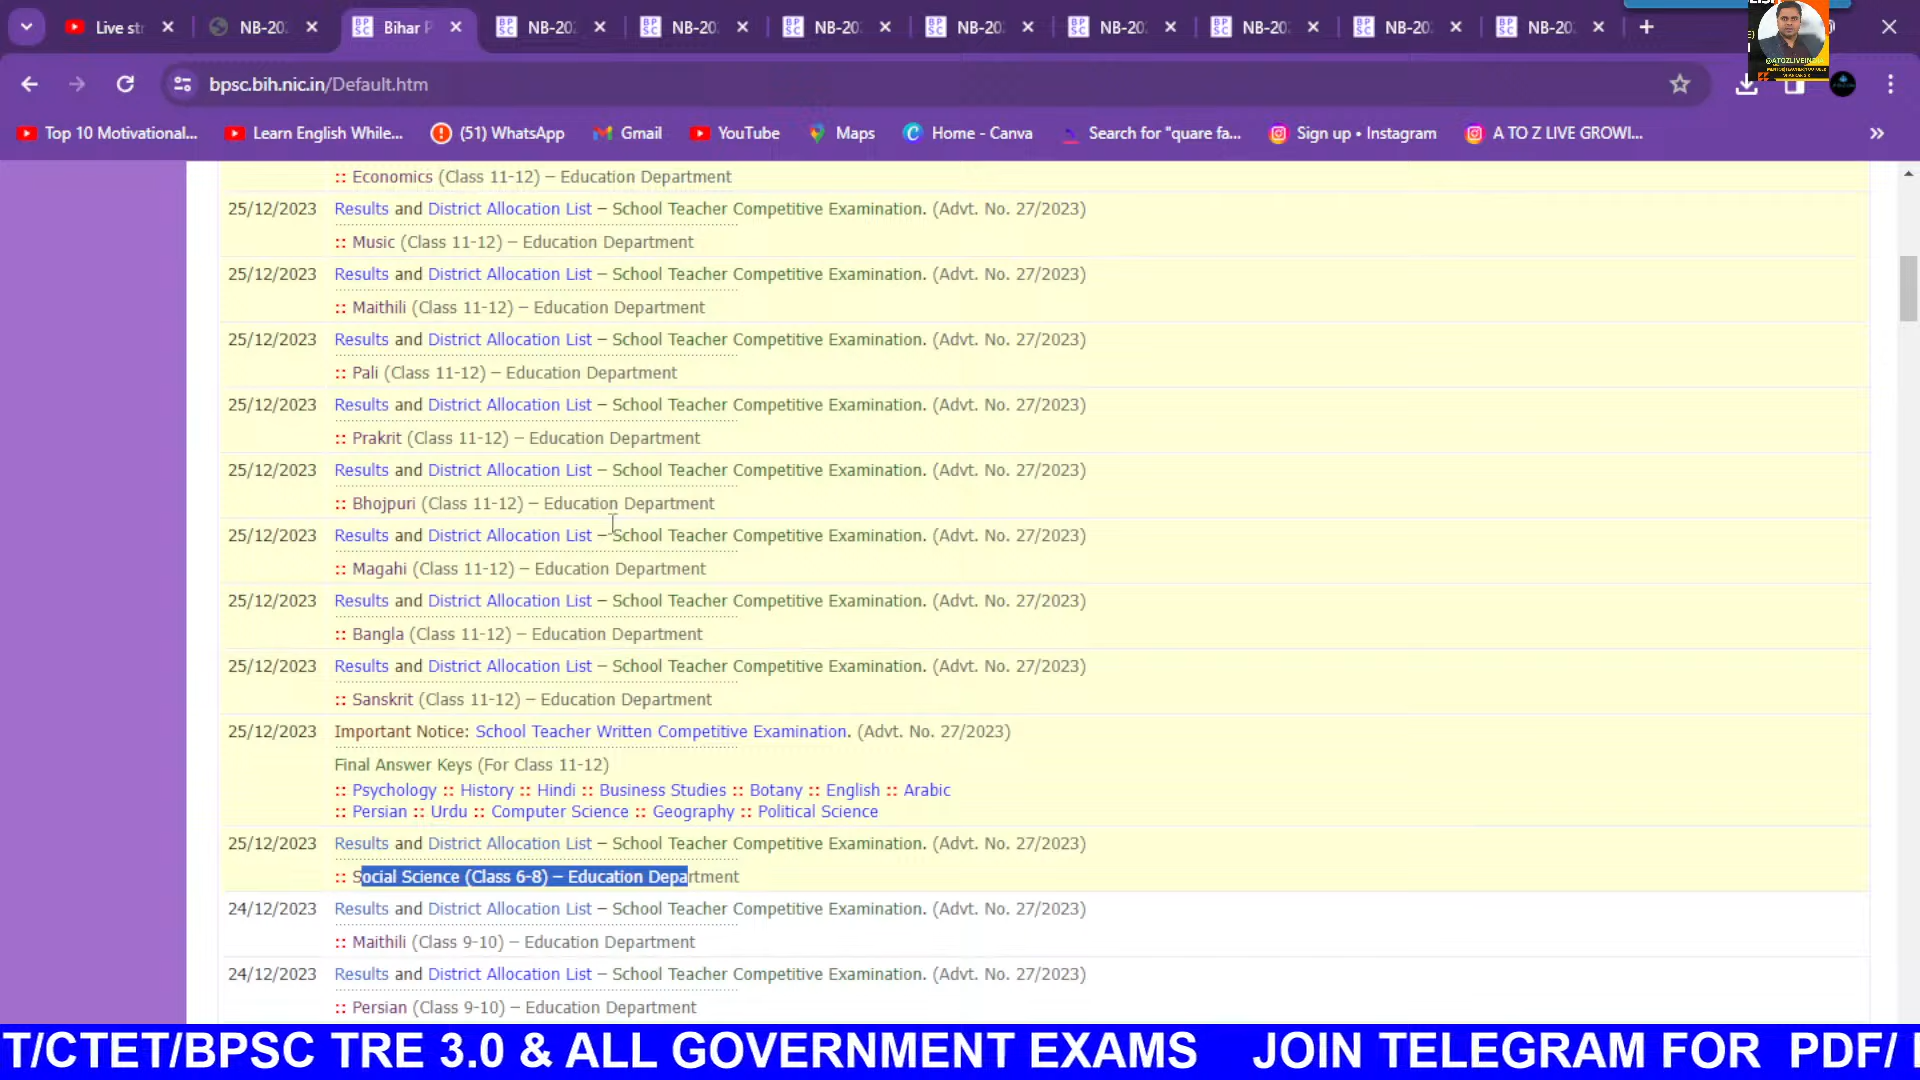 Live str
NB-202
Bihar P
NB-202
NB-202
NB-202
NB-202
NB-202
NB-202
NB-202
NB-202
bpsc.bih.nic.in/Default.htm
@ATOZLIVEINDIA
Top 10 Motivational...
Learn English While...
(51) WhatsApp
Gmail
YouTube
Maps
Home - Canva
Search for "quare fa...
Sign up • Instagram
A TO Z LIVE GROWI...
:: Economics (Class 11-12) – Education Department
25/12/2023 Results and District Allocation List – School Teacher Competitive Examination. (Advt. No. 27/2023)
:: Music (Class 11-12) – Education Department
25/12/2023 Results and District Allocation List – School Teacher Competitive Examination. (Advt. No. 27/2023)
:: Maithili (Class 11-12) – Education Department
25/12/2023 Results and District Allocation List – School Teacher Competitive Examination. (Advt. No. 27/2023)
:: Pali (Class 11-12) – Education Department
25/12/2023 Results and District Allocation List – School Teacher Competitive Examination. (Advt. No. 27/2023)
:: Prakrit (Class 11-12) – Education Department
25/12/2023 Results and District Allocation List – School Teacher Competitive Examination. (Advt. No. 27/2023)
:: Bhojpuri (Class 11-12) – Education Department
25/12/2023 Results and District Allocation List – School Teacher Competitive Examination. (Advt. No. 27/2023)
:: Magahi (Class 11-12) – Education Department
25/12/2023 Results and District Allocation List – School Teacher Competitive Examination. (Advt. No. 27/2023)
:: Bangla (Class 11-12) – Education Department
25/12/2023 Results and District Allocation List – School Teacher Competitive Examination. (Advt. No. 27/2023)
:: Sanskrit (Class 11-12) – Education Department
25/12/2023 Important Notice: School Teacher Written Competitive Examination. (Advt. No. 27/2023)
Final Answer Keys (For Class 11-12)
:: Psychology :: History :: Hindi :: Business Studies :: Botany :: English :: Arabic
:: Persian :: Urdu :: Computer Science :: Geography :: Political Science
25/12/2023 Results and District Allocation List – School Teacher Competitive Examination. (Advt. No. 27/2023)
:: Social Science (Class 6-8) – Education Department
24/12/2023 Results and District Allocation List – School Teacher Competitive Examination. (Advt. No. 27/2023)
:: Maithili (Class 9-10) – Education Department
24/12/2023 Results and District Allocation List – School Teacher Competitive Examination. (Advt. No. 27/2023)
:: Persian (Class 9-10) – Education Department
T/CTET/BPSC TRE 3.0 & ALL GOVERNMENT EXAMS JOIN TELEGRAM FOR PDF/